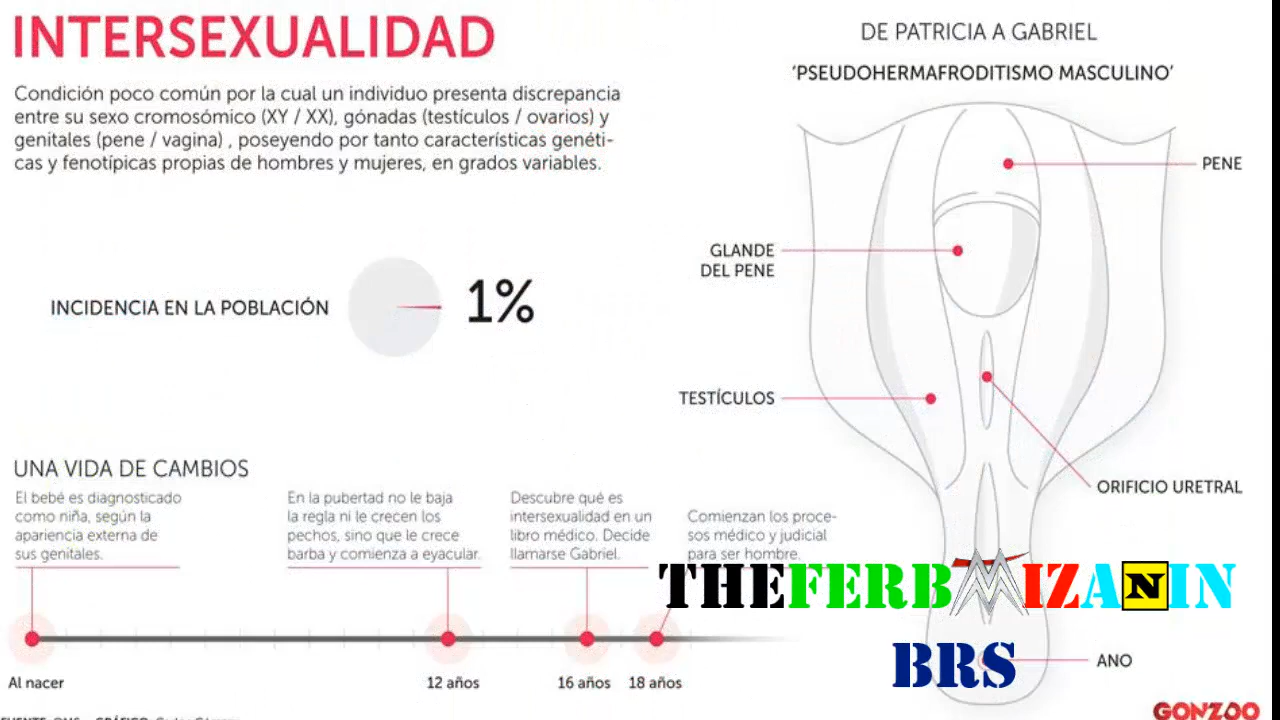 INTERSEXUALIDAD
Condición poco común por la cual un individuo presenta discrepancia
entre su sexo cromosómico (XY / XX), gónadas (testículos / ovarios) y
genitales (pene / vagina) , poseyendo por tanto características genéti-
cas y fenotípicas propias de hombres y mujeres, en grados variables.
INCIDENCIA EN LA POBLACIÓN
1%
DE PATRICIA A GABRIEL
‘PSEUDOHERMAFRODITISMO MASCULINO’
PENE
GLANDE
DEL PENE
TESTÍCULOS
ORIFICIO URETRAL
ANO
UNA VIDA DE CAMBIOS
El bebé es diagnosticado
como niña, según la
apariencia externa de
sus genitales.
En la pubertad no le baja
la regla ni le crecen los
pechos, sino que le crece
barba y comienza a eyacular.
Descubre qué es
intersexualidad en un
libro médico. Decide
llamarse Gabriel.
Comienzan los proce-
sos médico y judicial
para ser hombre.
Al nacer
12 años
16 años
18 años
THEFERBMIZANIN
BRS
GONZOO